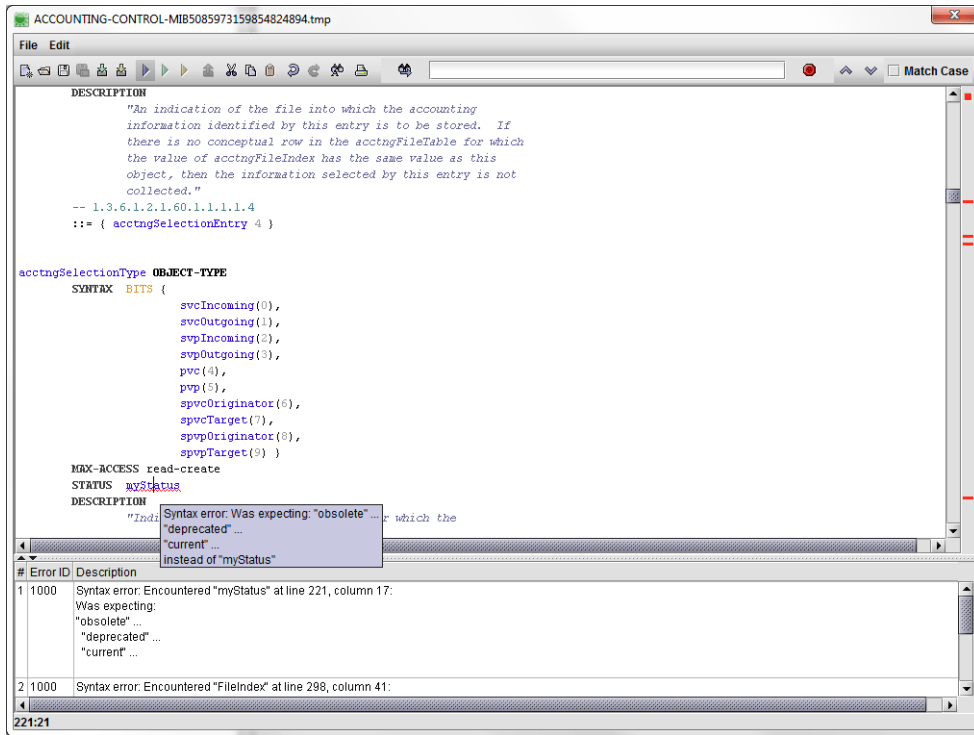 ACCOUNTING-CONTROL-MIB5085973159854824894.tmp
File Edit
Match Case
DESCRIPTION
"An indication of the file into which the accounting
information identified by this entry is to be stored. If
there is no conceptual row in the acctngFileTable for which
the value of acctngFileIndex has the same value as this
object, then the information selected by this entry is not
collected."
-- 1.3.6.1.2.1.60.1.1.1.1.4
::= { acctngSelectionEntry 4 }
acctngSelectionType OBJECT-TYPE
SYNTAX BITS {
svcIncoming(0),
svcOutgoing(1),
svpIncoming(2),
svpOutgoing(3),
pvc(4),
pvp(5),
spvcOriginator(6),
spvcTarget(7),
spvpOriginator(8),
spvpTarget(9) }
MAX-ACCESS read-create
STATUS myStatus
DESCRIPTION
"Indi r which the
Syntax error: Was expecting: "obsolete" ...
"deprecated" ...
"current" ...
instead of "myStatus"
# Error ID Description
1 1000 Syntax error: Encountered "myStatus" at line 221, column 17:
Was expecting:
"obsolete" ...
"deprecated" ...
"current" ...
2 1000 Syntax error: Encountered "FileIndex" at line 298, column 41:
221:21